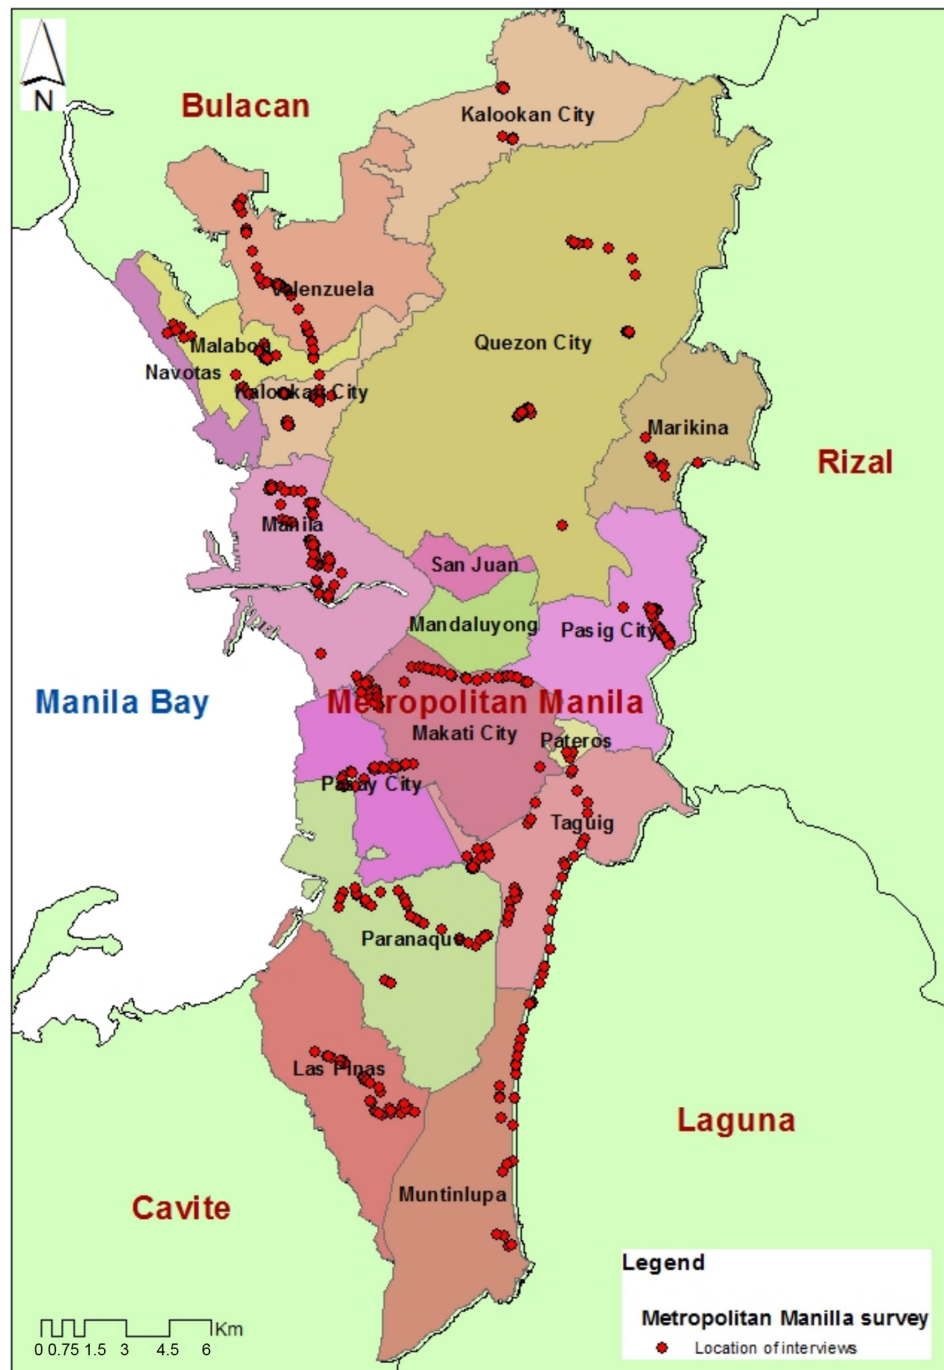 N
Bulacan
Kalookan City
Valenzuela
Quezon City
Malabon
Navotas
Kalookan City
Marikina
Rizal
Manila
San Juan
Mandaluyong
Pasig City
Manila Bay
Metropolitan Manila
Makati City
Pateros
Pasay City
Taguig
Paranaque
Las Pinas
Laguna
Muntinlupa
Cavite
Legend
Metropolitan Manilla survey
Location of interviews
Km
0 0.75 1.5 3 4.5 6